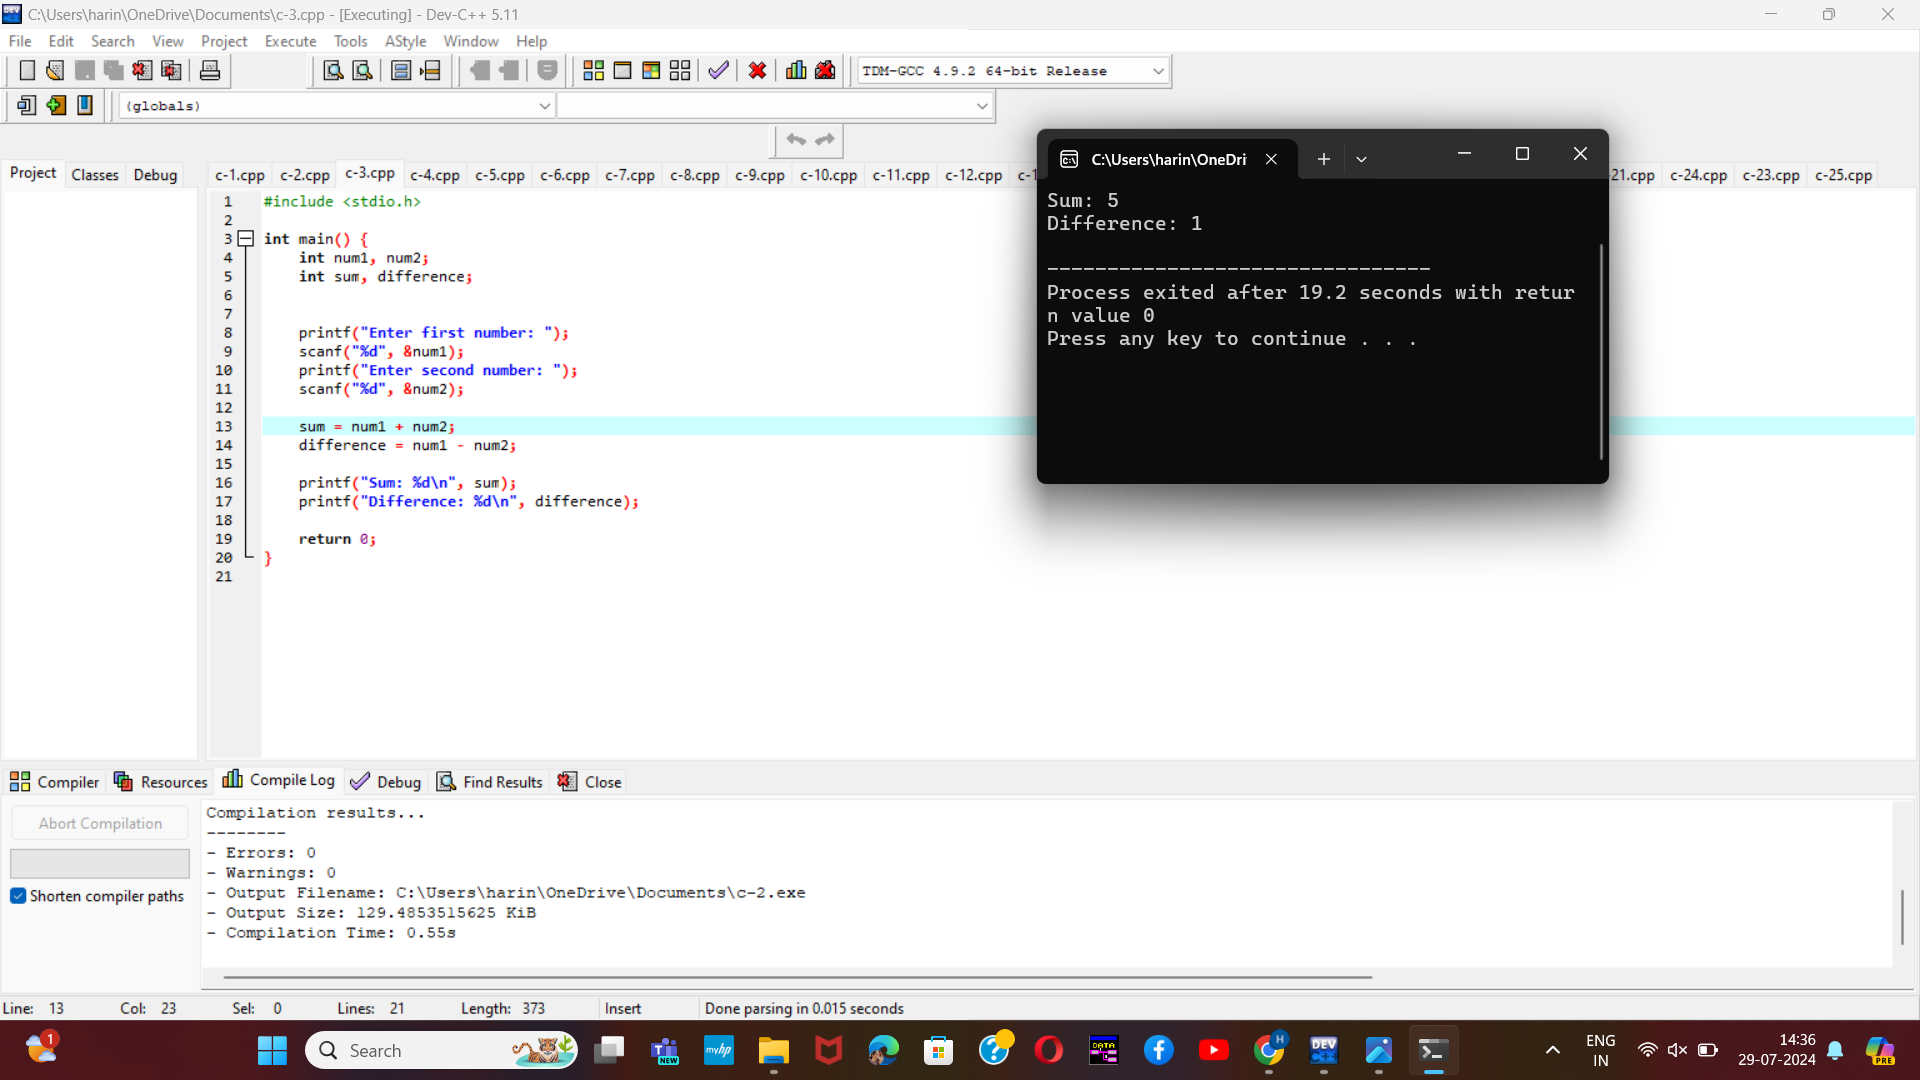 C:\Users\harin\OneDrive\Documents\c-3.cpp - [Executing] - Dev-C++ 5.11
File Edit Search View Project Execute Tools AStyle Window Help
TDM-GCC 4.9.2 64-bit Release
(globals)
Project Classes Debug
c-1.cpp c-2.cpp c-3.cpp c-4.cpp c-5.cpp c-6.cpp c-7.cpp c-8.cpp c-9.cpp c-10.cpp c-11.cpp c-12.cpp c-1 21.cpp c-24.cpp c-23.cpp c-25.cpp
1 #include <stdio.h>
2
3 int main() {
4 int num1, num2;
5 int sum, difference;
6
7
8 printf("Enter first number: ");
9 scanf("%d", &num1);
10 printf("Enter second number: ");
11 scanf("%d", &num2);
12
13 sum = num1 + num2;
14 difference = num1 - num2;
15
16 printf("Sum: %d\n", sum);
17 printf("Difference: %d\n", difference);
18
19 return 0;
20 }
21
C:\Users\harin\OneDri
Sum: 5
Difference: 1
--------------------------------
Process exited after 19.2 seconds with retur
n value 0
Press any key to continue . . .
Compiler Resources Compile Log Debug Find Results Close
Abort Compilation
Shorten compiler paths
Compilation results...
--------
- Errors: 0
- Warnings: 0
- Output Filename: C:\Users\harin\OneDrive\Documents\c-2.exe
- Output Size: 129.4853515625 KiB
- Compilation Time: 0.55s
Line: 13 Col: 23 Sel: 0 Lines: 21 Length: 373 Insert Done parsing in 0.015 seconds
1
Search
NEW
myhp
DATA
H
DEV
C++
ENG
IN
14:36
29-07-2024
PRE